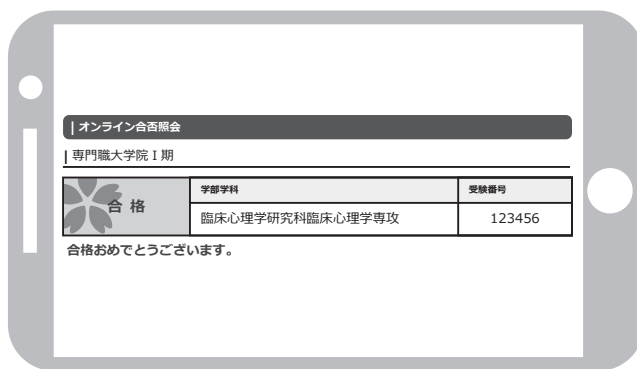 | オンライン合否照会
| 専門職大学院Ⅰ期
合格
学部学科
受験番号
臨床心理学研究科臨床心理学専攻
123456
合格おめでとうございます。